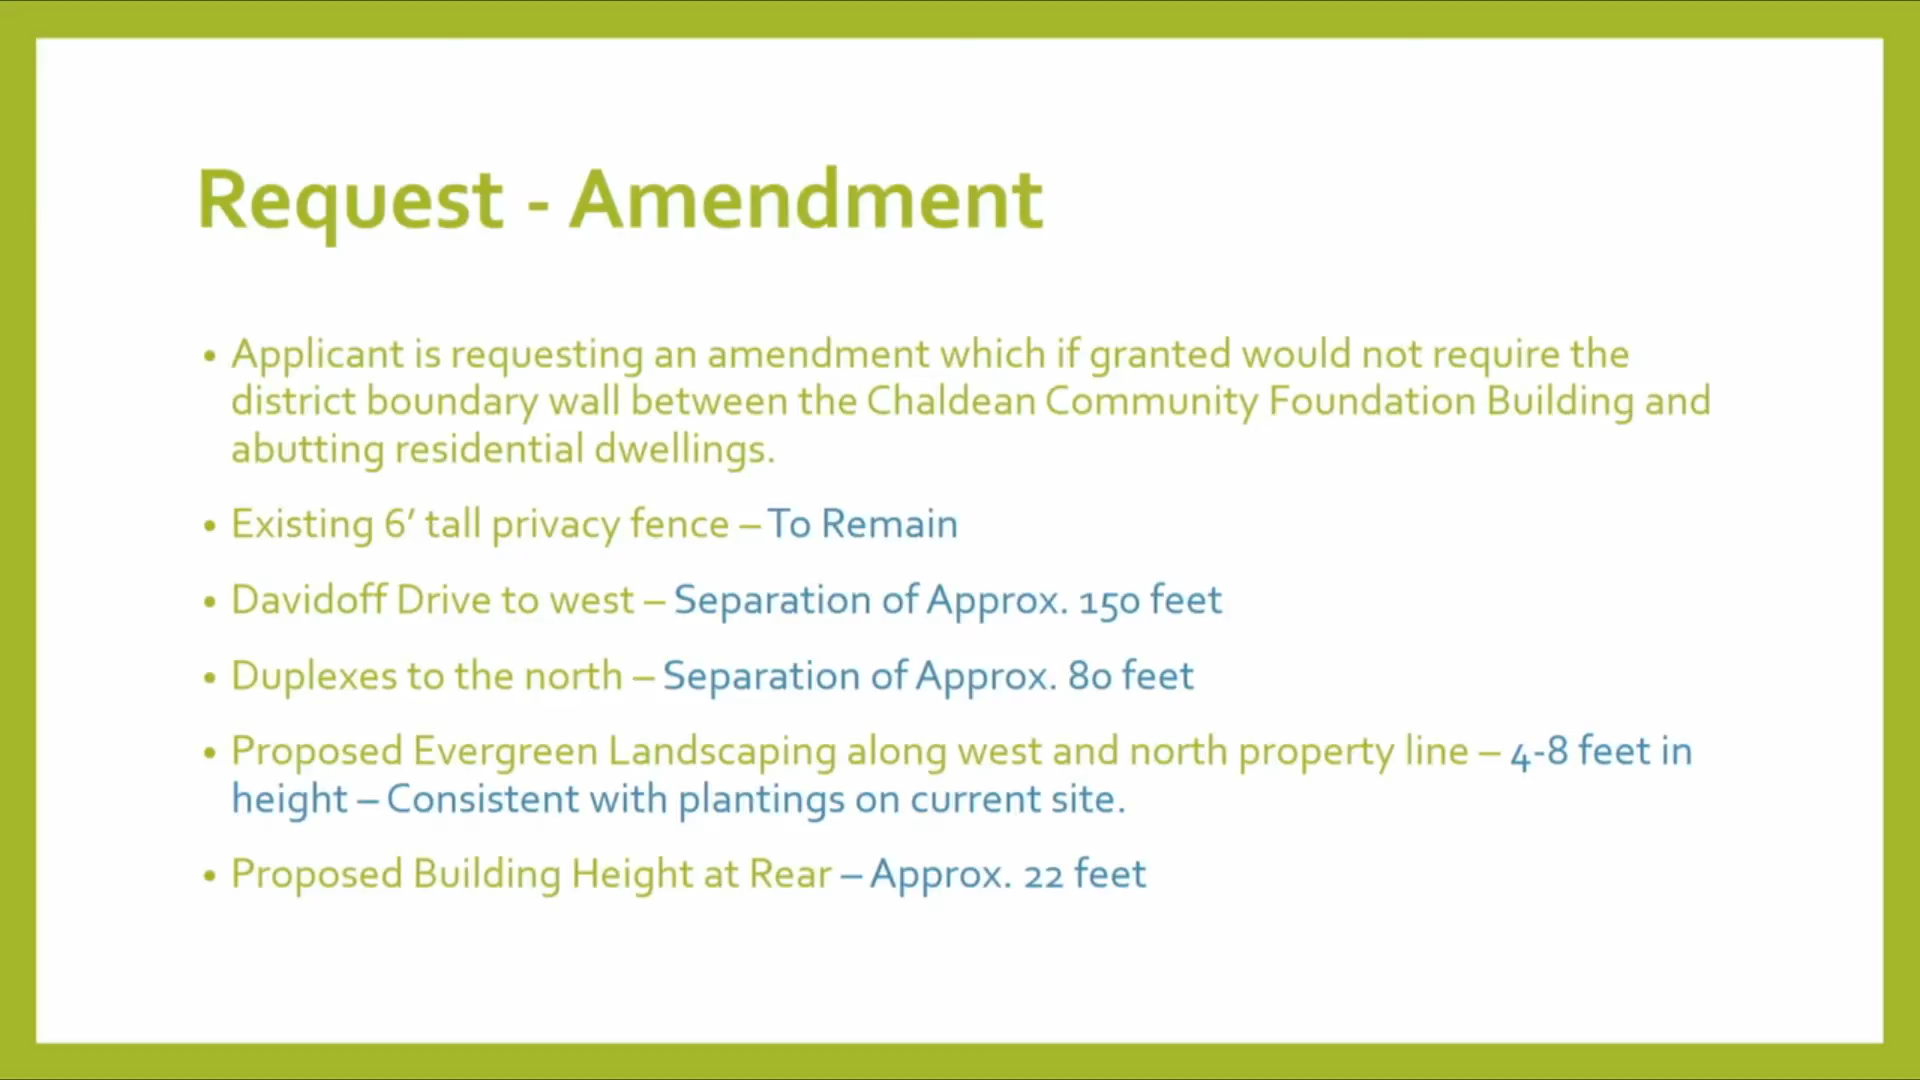 Request - Amendment
• Applicant is requesting an amendment which if granted would not require the
district boundary wall between the Chaldean Community Foundation Building and
abutting residential dwellings.
• Existing 6’ tall privacy fence – To Remain
• Davidoff Drive to west – Separation of Approx. 150 feet
• Duplexes to the north – Separation of Approx. 80 feet
• Proposed Evergreen Landscaping along west and north property line – 4-8 feet in
height – Consistent with plantings on current site.
• Proposed Building Height at Rear – Approx. 22 feet